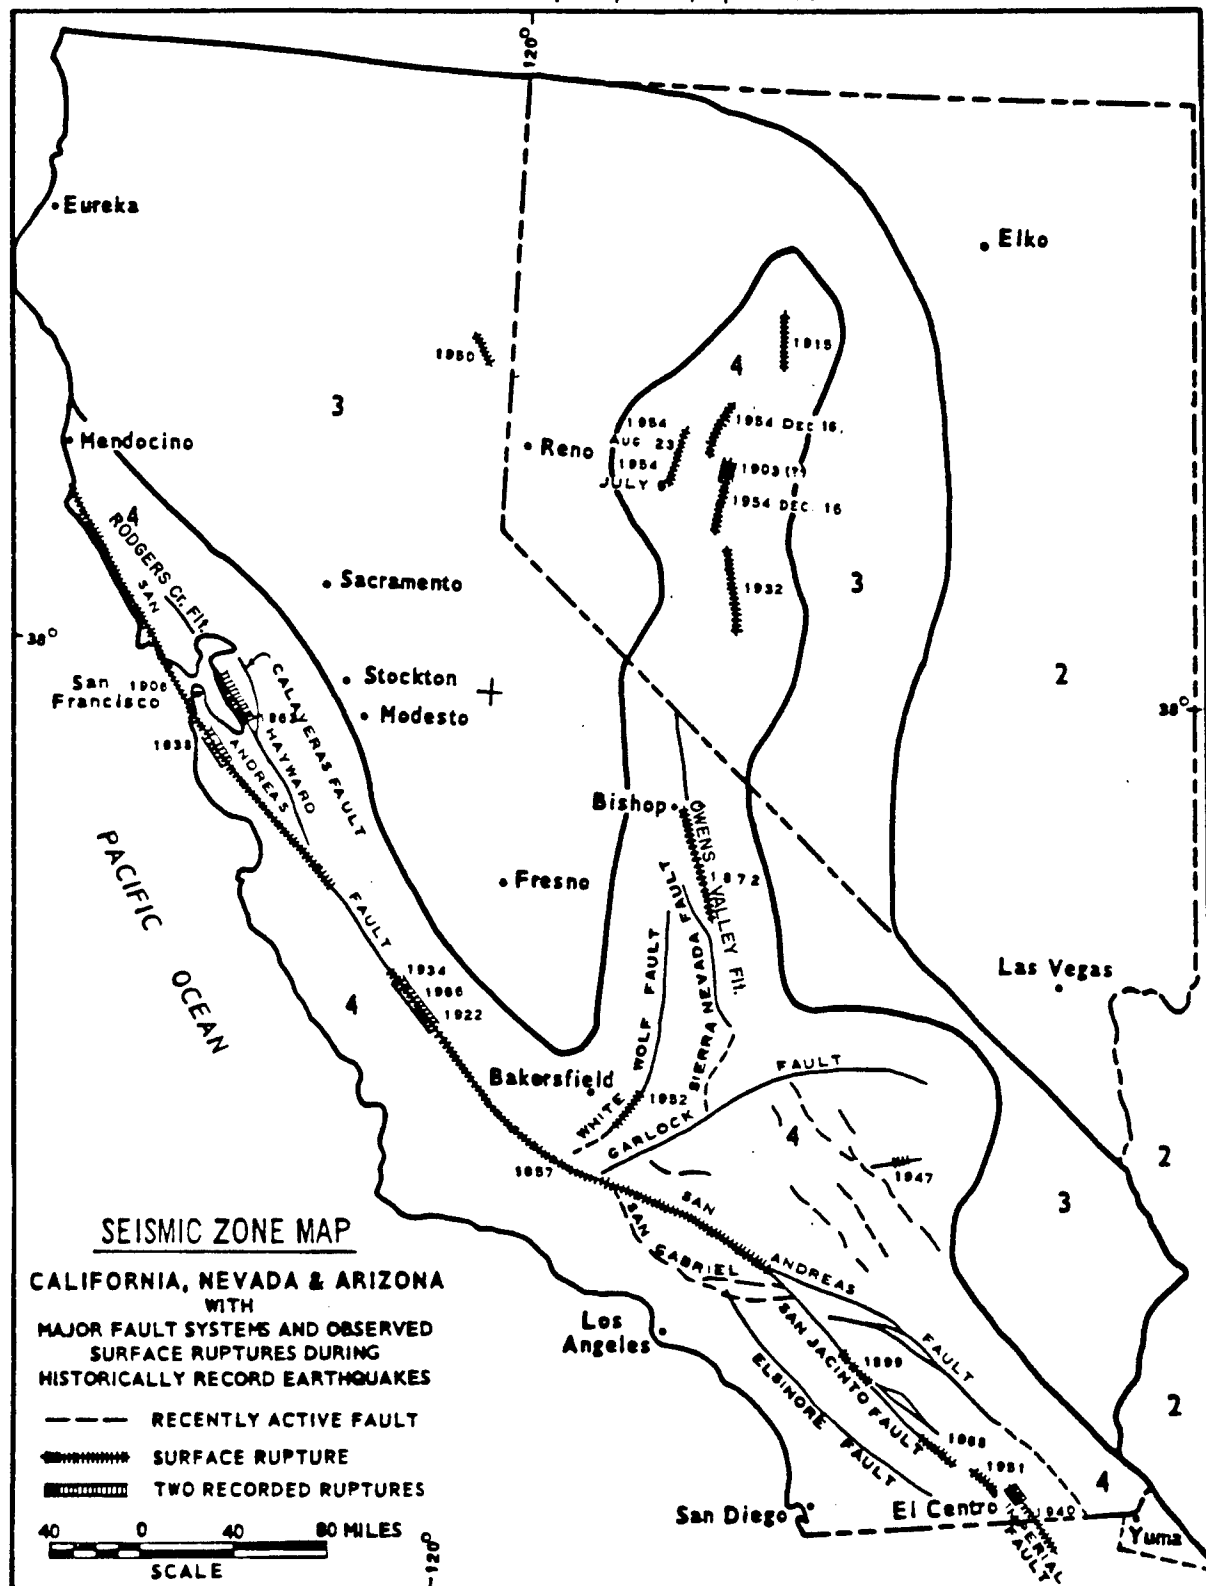 120°
Eureka
Elko
1950
1915
4
3
Mendocino
Reno
1954
AUG 23
1954
JULY 6
1954 DEC 16.
1903 (?)
1954 DEC. 16
1932
3
4
RODGERS Cr. Flt.
SAN
Sacramento
38°
2
38°
San
Francisco
1906
Stockton
Modesto
CALAVERAS FAULT
HAYWARD
1938
ANDREAS
Bishop
OWENS VALLEY Flt.
1872
PACIFIC OCEAN
Fresno
FAULT
WHITE WOLF FAULT
SIERRA NEVADA FAULT
Las Vegas
1934
1966
1922
4
Bakersfield
1952
GARLOCK FAULT
4
1947
2
3
1857
SAN
ANDREAS
FAULT
SAN GABRIEL
Los
Angeles
SAN JACINTO FAULT
1899
ELSINORE FAULT
1968
1951
2
4
San Diego
El Centro
1940
IMPERIAL
FAULT
Yuma
SEISMIC ZONE MAP
CALIFORNIA, NEVADA & ARIZONA
WITH
MAJOR FAULT SYSTEMS AND OBSERVED
SURFACE RUPTURES DURING
HISTORICALLY RECORD EARTHQUAKES
RECENTLY ACTIVE FAULT
SURFACE RUPTURE
TWO RECORDED RUPTURES
40 0 40 80 MILES
SCALE
120°